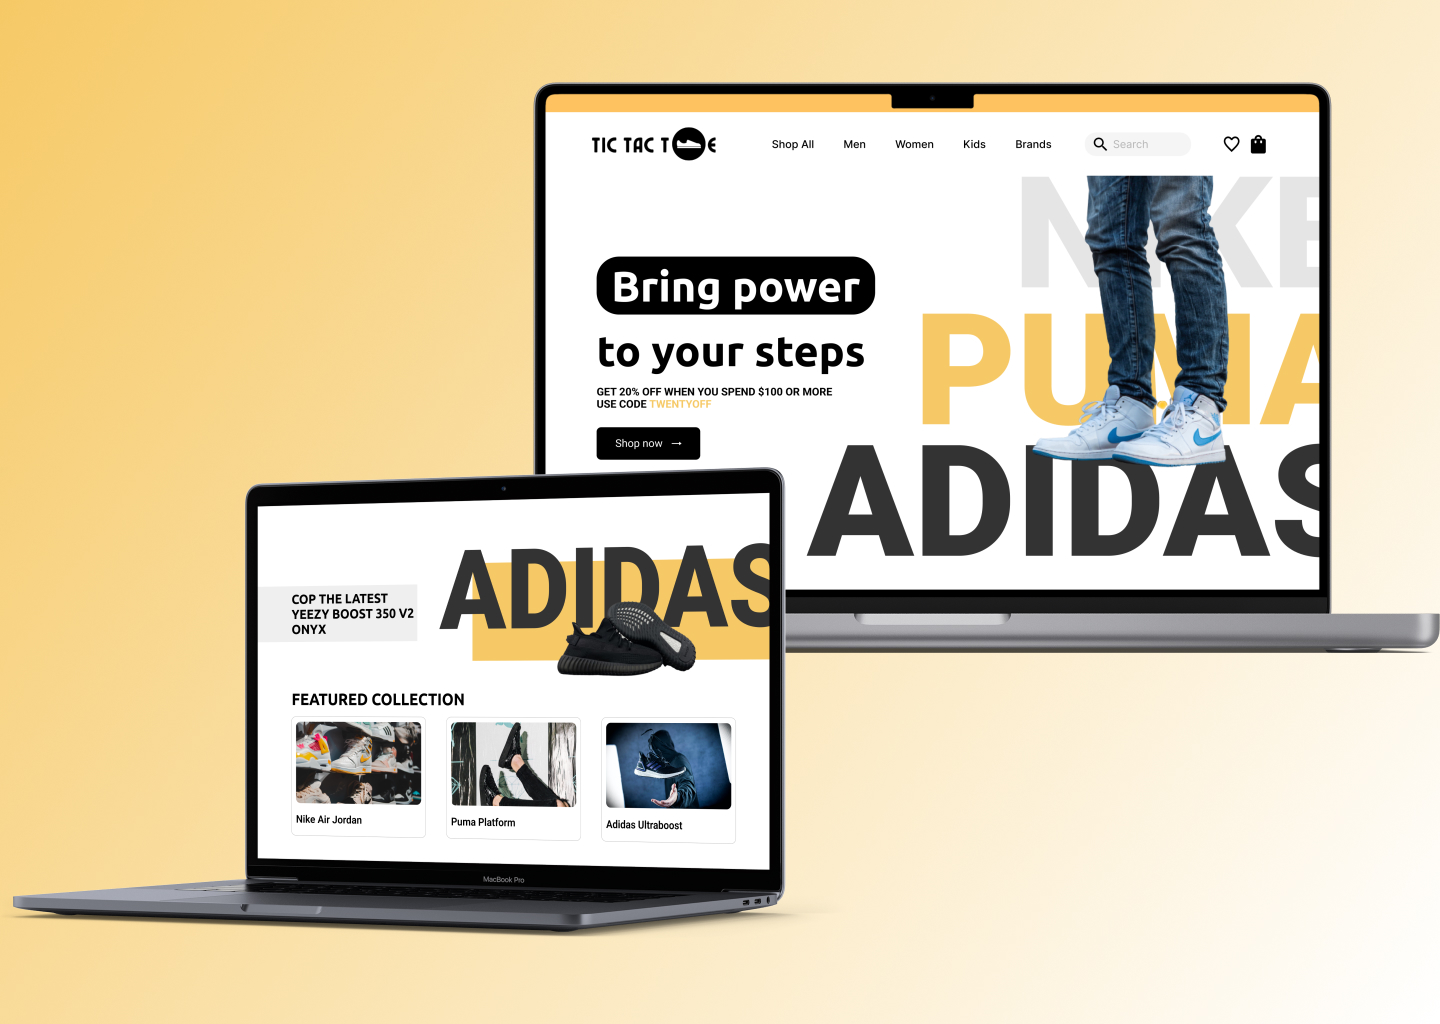 TIC TAC TOE
Shop All Men Women Kids Brands Search
NIKE
Bring power
to your steps
PUMA
GET 20% OFF WHEN YOU SPEND $100 OR MORE
USE CODE TWENTYOFF
Shop now →
ADIDAS
ADIDAS
COP THE LATEST
YEEZY BOOST 350 V2
ONYX
FEATURED COLLECTION
Nike Air Jordan
Puma Platform
Adidas Ultraboost
MacBook Pro